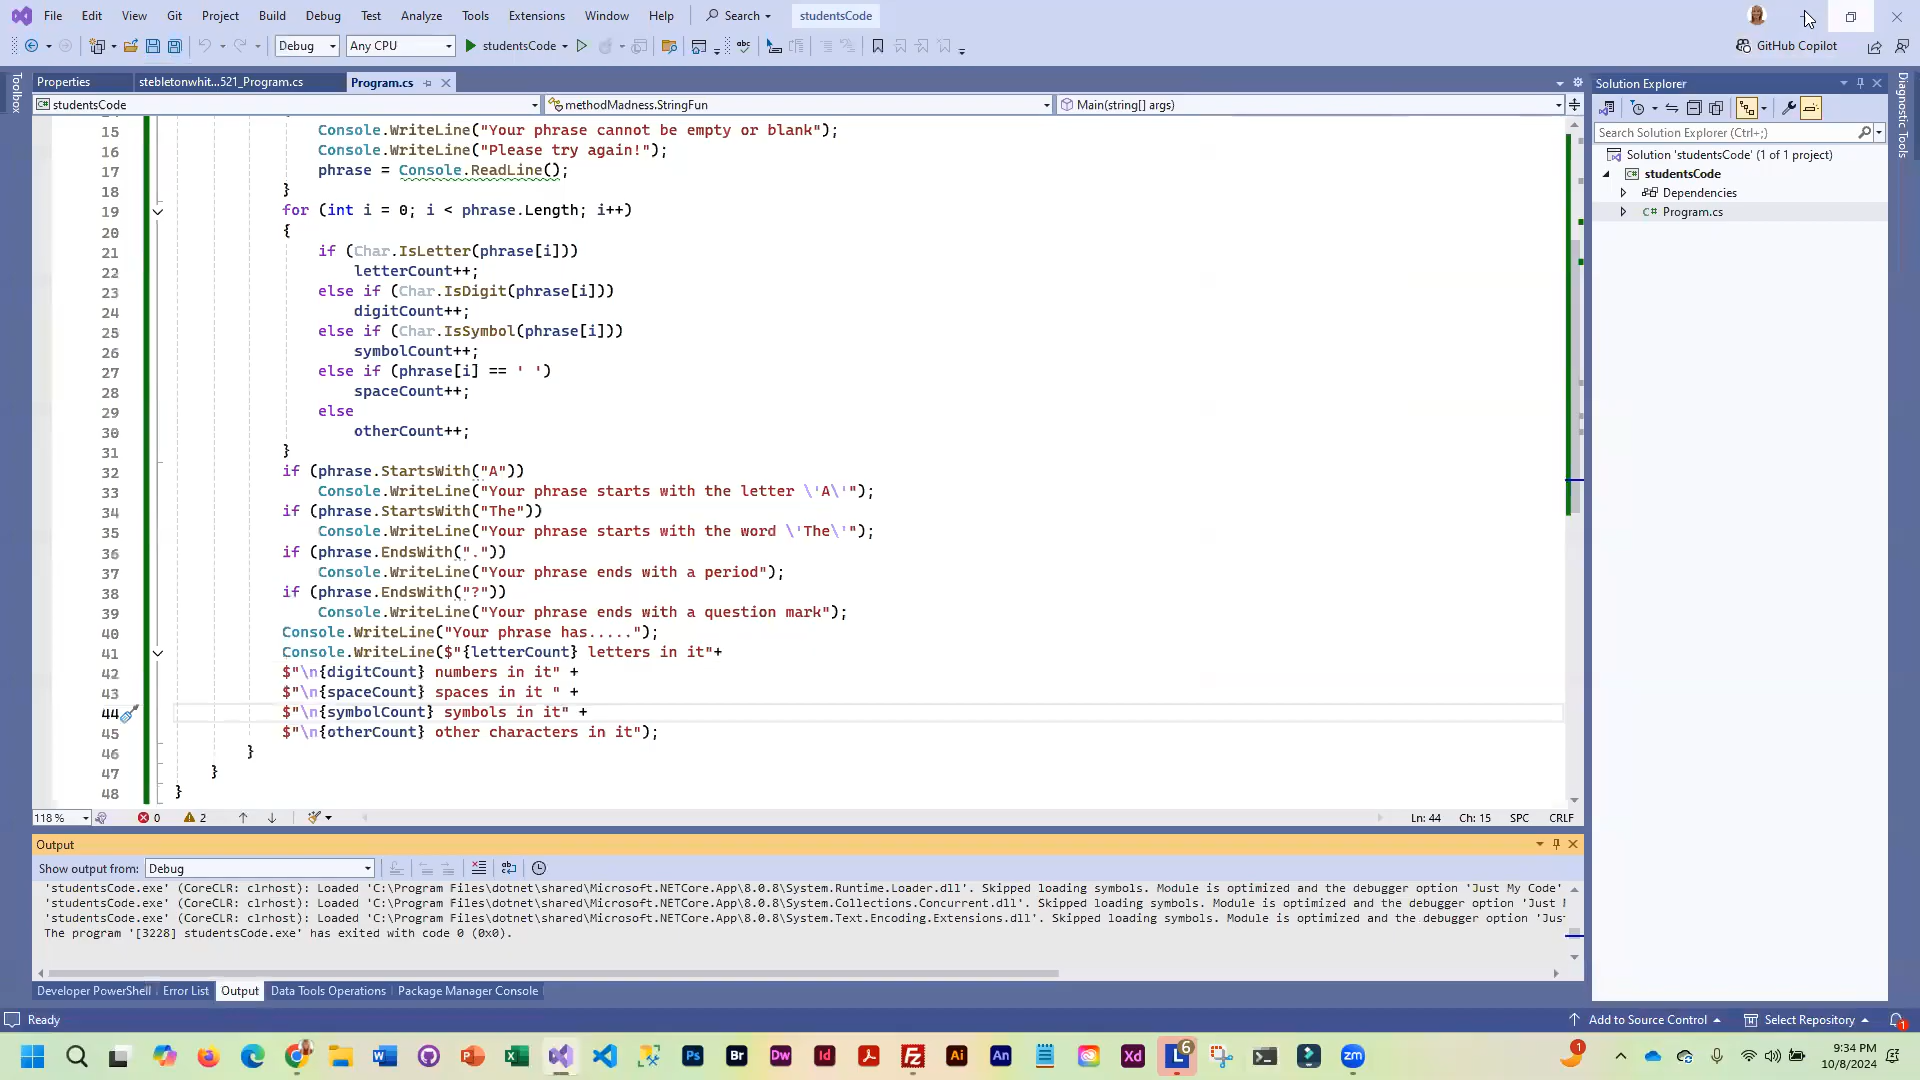 File Edit View Git Project Build Debug Test Analyze Tools Extensions Window Help Search studentsCode
Debug Any CPU studentsCode GitHub Copilot
Toolbox
Properties stebletonwhit...521_Program.cs Program.cs
studentsCode methodMadness.StringFun Main(string[] args)
15 Console.WriteLine("Your phrase cannot be empty or blank");
16 Console.WriteLine("Please try again!");
17 phrase = Console.ReadLine();
18 }
19 for (int i = 0; i < phrase.Length; i++)
20 {
21 if (Char.IsLetter(phrase[i]))
22 letterCount++;
23 else if (Char.IsDigit(phrase[i]))
24 digitCount++;
25 else if (Char.IsSymbol(phrase[i]))
26 symbolCount++;
27 else if (phrase[i] == ' ')
28 spaceCount++;
29 else
30 otherCount++;
31 }
32 if (phrase.StartsWith("A"))
33 Console.WriteLine("Your phrase starts with the letter \'A\'");
34 if (phrase.StartsWith("The"))
35 Console.WriteLine("Your phrase starts with the word \'The\'");
36 if (phrase.EndsWith("."))
37 Console.WriteLine("Your phrase ends with a period");
38 if (phrase.EndsWith("?"))
39 Console.WriteLine("Your phrase ends with a question mark");
40 Console.WriteLine("Your phrase has.....");
41 Console.WriteLine($"{letterCount} letters in it"+
42 $"\n{digitCount} numbers in it" +
43 $"\n{spaceCount} spaces in it " +
44 $"\n{symbolCount} symbols in it" +
45 $"\n{otherCount} other characters in it");
46 }
47 }
48 }
118 % 0 2 Ln: 44 Ch: 15 SPC CRLF
Output
Show output from: Debug
'studentsCode.exe' (CoreCLR: clrhost): Loaded 'C:\Program Files\dotnet\shared\Microsoft.NETCore.App\8.0.8\System.Runtime.Loader.dll'. Skipped loading symbols. Module is optimized and the debugger option 'Just My Code'
'studentsCode.exe' (CoreCLR: clrhost): Loaded 'C:\Program Files\dotnet\shared\Microsoft.NETCore.App\8.0.8\System.Collections.Concurrent.dll'. Skipped loading symbols. Module is optimized and the debugger option 'Just
'studentsCode.exe' (CoreCLR: clrhost): Loaded 'C:\Program Files\dotnet\shared\Microsoft.NETCore.App\8.0.8\System.Text.Encoding.Extensions.dll'. Skipped loading symbols. Module is optimized and the debugger option 'Jus
The program '[3228] studentsCode.exe' has exited with code 0 (0x0).
Developer PowerShell Error List Output Data Tools Operations Package Manager Console
Solution Explorer
Search Solution Explorer (Ctrl+;)
Solution 'studentsCode' (1 of 1 project)
studentsCode
Dependencies
C# Program.cs
Diagnostic Tools
Ready Add to Source Control Select Repository 1
Ps Br Dw Id Fz Ai An Xd L 6 zm 1
9:34 PM
10/8/2024